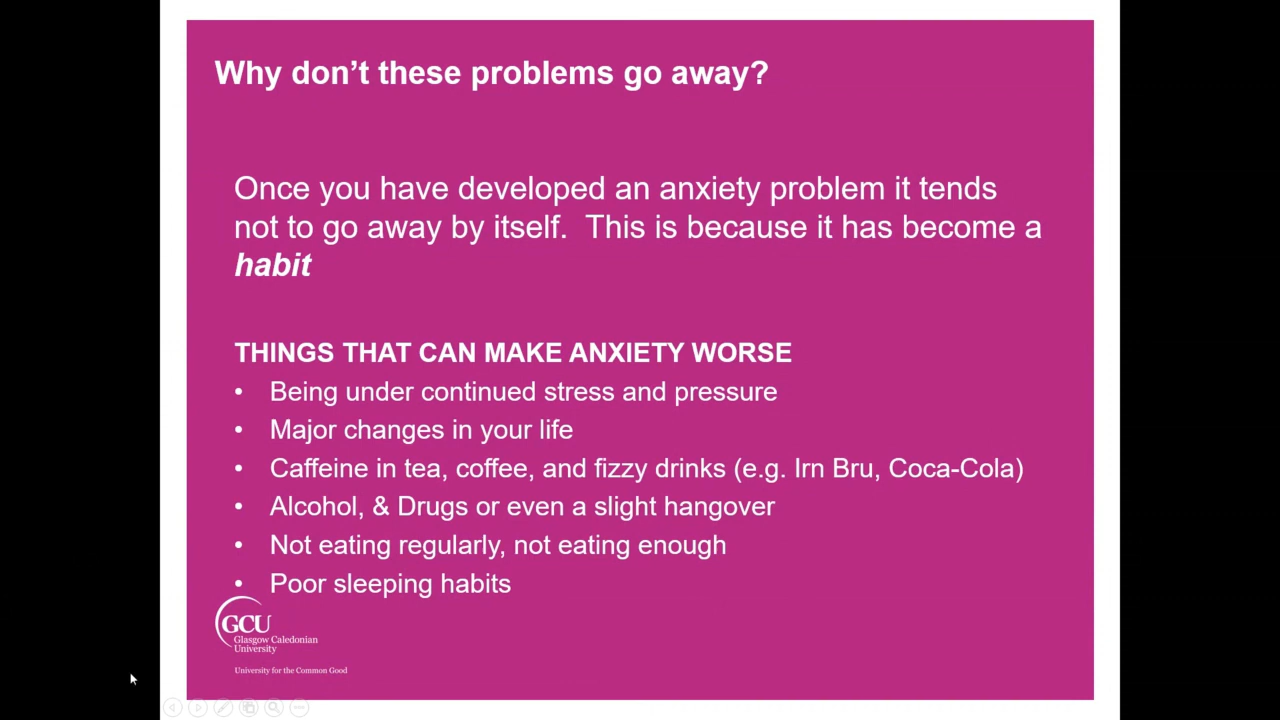 Why don’t these problems go away?
Once you have developed an anxiety problem it tends
not to go away by itself.  This is because it has become a
habit
THINGS THAT CAN MAKE ANXIETY WORSE
• Being under continued stress and pressure
• Major changes in your life
• Caffeine in tea, coffee, and fizzy drinks (e.g. Irn Bru, Coca-Cola)
• Alcohol, & Drugs or even a slight hangover
• Not eating regularly, not eating enough
• Poor sleeping habits
GCU
Glasgow Caledonian
University
University for the Common Good